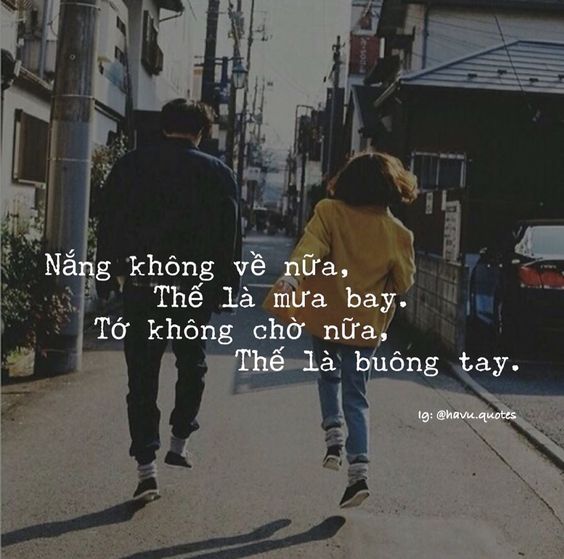 Nắng không về nữa,
Thế là mưa bay.
Tớ không chờ nữa,
Thế là buông tay.
Ig: @havu.quotes